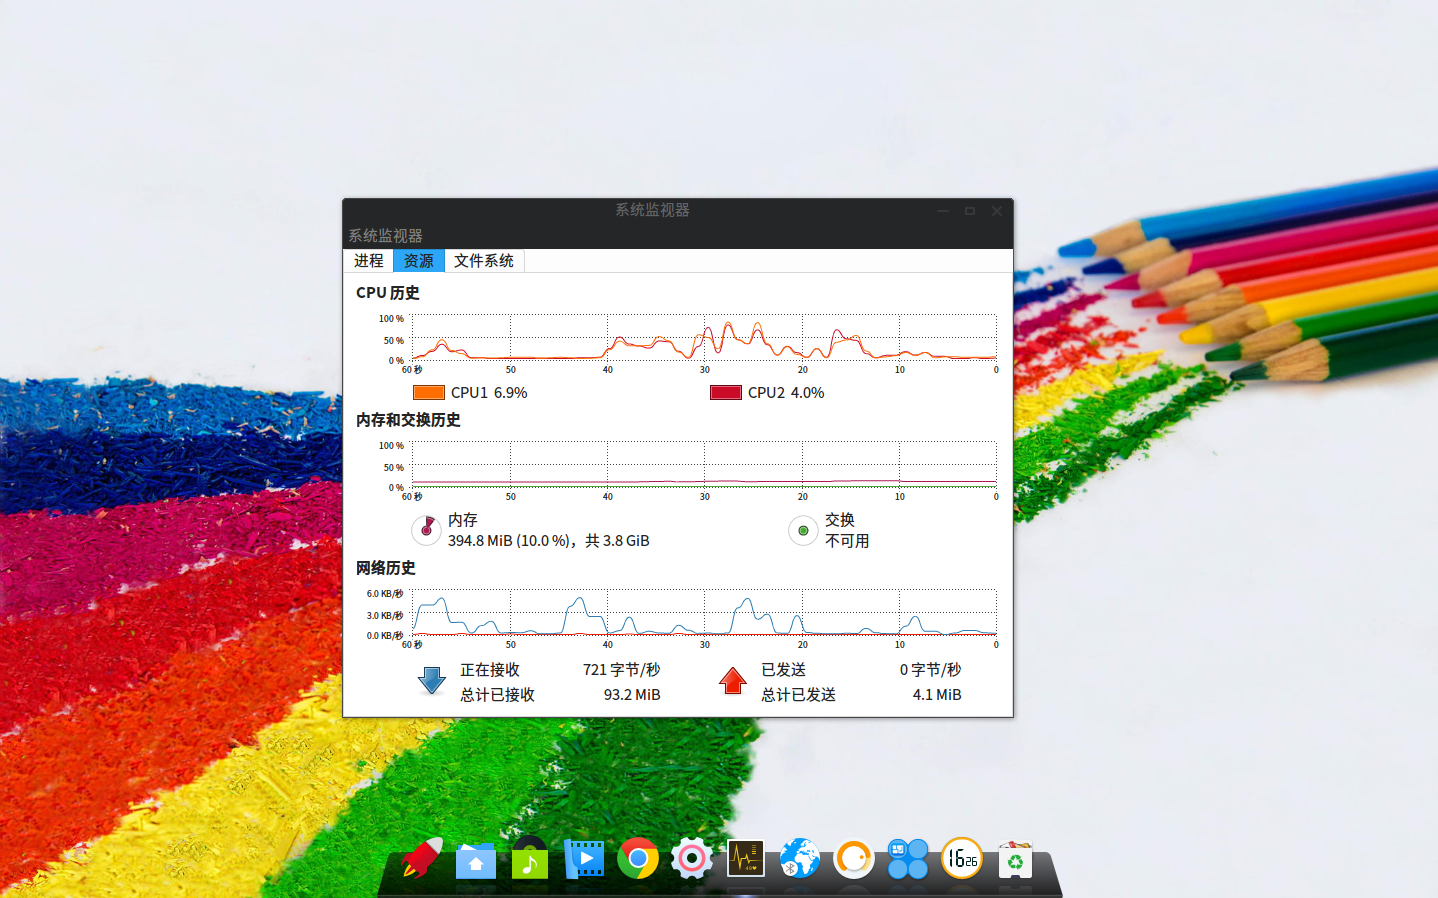 系统监视器
系统监视器
进程 资源 文件系统
CPU 历史
100 %
50 %
0 %
60 秒 50 40 30 20 10 0
CPU1 6.9% CPU2 4.0%
内存和交换历史
100 %
50 %
0 %
60 秒 50 40 30 20 10 0
内存 交换
394.8 MiB (10.0 %)，共 3.8 GiB 不可用
网络历史
6.0 KB/秒
3.0 KB/秒
0.0 KB/秒
60 秒 50 40 30 20 10 0
正在接收 721 字节/秒 已发送 0 字节/秒
总计已接收 93.2 MiB 总计已发送 4.1 MiB
16 26